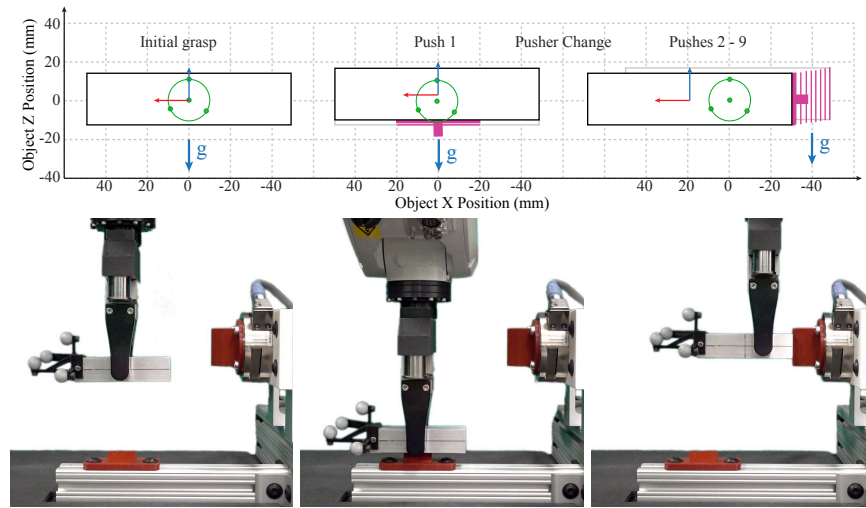 Object Z Position (mm)
40
20
0
-20
-40
Initial grasp
Push 1
Pusher Change
Pushes 2 - 9
g
g
g
40 20 0 -20 -40
40 20 0 -20 -40
40 20 0 -20 -40
Object X Position (mm)